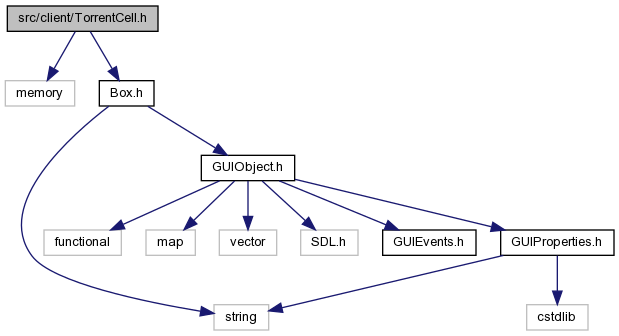 src/client/TorrentCell.h
memory
Box.h
GUIObject.h
functional
map
vector
SDL.h
GUIEvents.h
GUIProperties.h
string
cstdlib